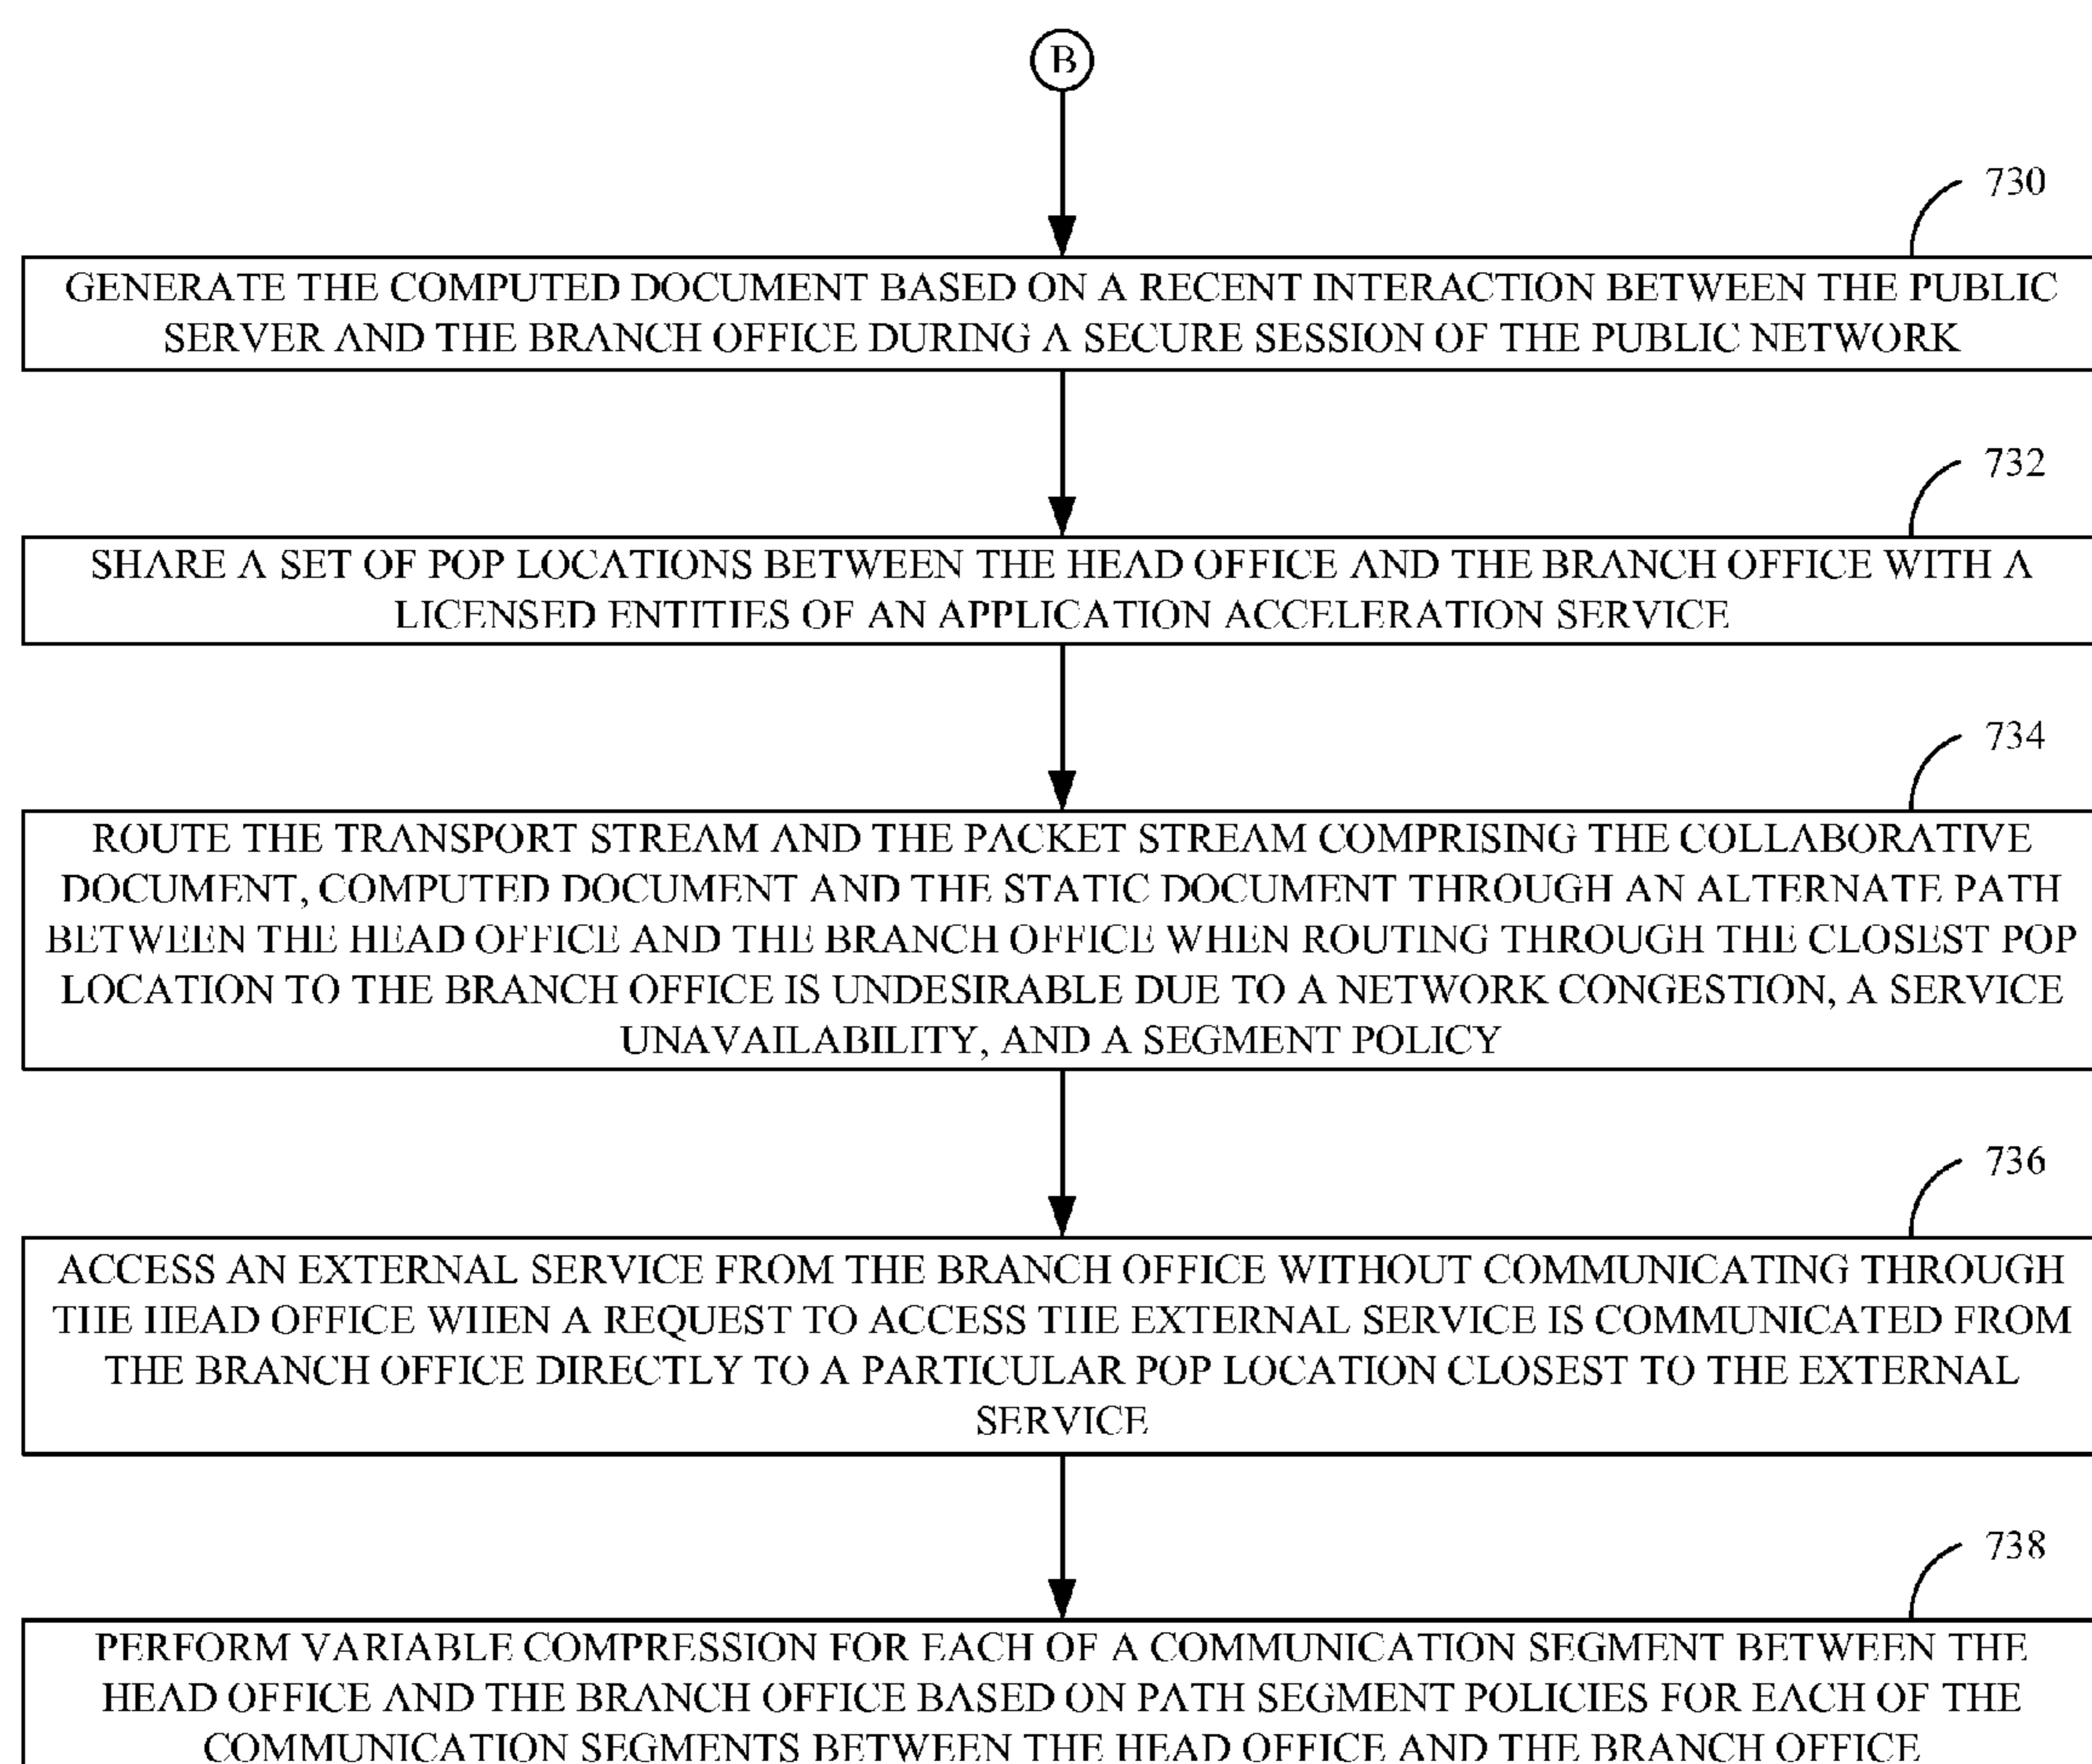 B
730
GENERATE THE COMPUTED DOCUMENT BASED ON A RECENT INTERACTION BETWEEN THE PUBLIC
SERVER AND THE BRANCH OFFICE DURING A SECURE SESSION OF THE PUBLIC NETWORK
732
SHARE A SET OF POP LOCATIONS BETWEEN THE HEAD OFFICE AND THE BRANCH OFFICE WITH A
LICENSED ENTITIES OF AN APPLICATION ACCELERATION SERVICE
734
ROUTE THE TRANSPORT STREAM AND THE PACKET STREAM COMPRISING THE COLLABORATIVE
DOCUMENT, COMPUTED DOCUMENT AND THE STATIC DOCUMENT THROUGH AN ALTERNATE PATH
BETWEEN THE HEAD OFFICE AND THE BRANCH OFFICE WHEN ROUTING THROUGH THE CLOSEST POP
LOCATION TO THE BRANCH OFFICE IS UNDESIRABLE DUE TO A NETWORK CONGESTION, A SERVICE
UNAVAILABILITY, AND A SEGMENT POLICY
736
ACCESS AN EXTERNAL SERVICE FROM THE BRANCH OFFICE WITHOUT COMMUNICATING THROUGH
THE HEAD OFFICE WHEN A REQUEST TO ACCESS THE EXTERNAL SERVICE IS COMMUNICATED FROM
THE BRANCH OFFICE DIRECTLY TO A PARTICULAR POP LOCATION CLOSEST TO THE EXTERNAL
SERVICE
738
PERFORM VARIABLE COMPRESSION FOR EACH OF A COMMUNICATION SEGMENT BETWEEN THE
HEAD OFFICE AND THE BRANCH OFFICE BASED ON PATH SEGMENT POLICIES FOR EACH OF THE
COMMUNICATION SEGMENTS BETWEEN THE HEAD OFFICE AND THE BRANCH OFFICE